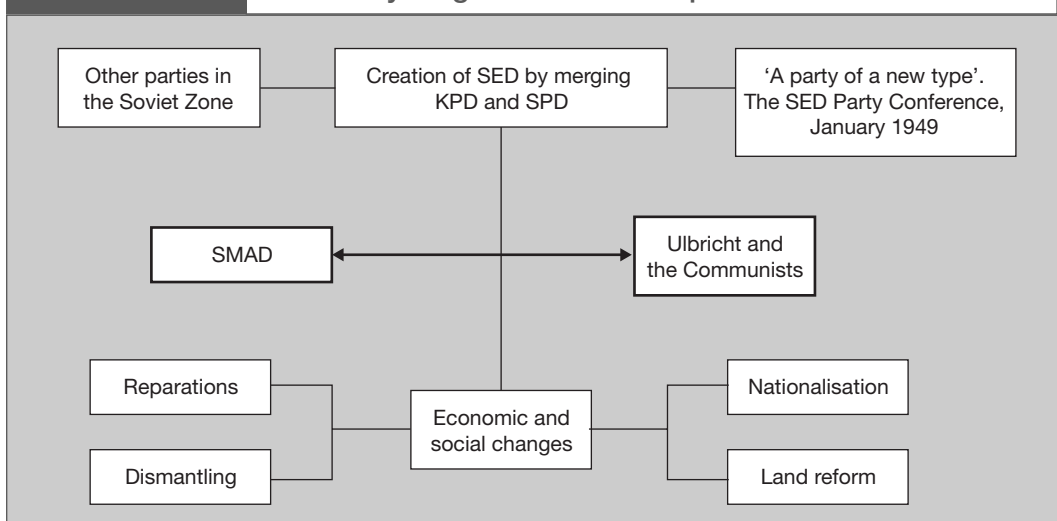 Other parties in
the Soviet Zone
Creation of SED by merging
KPD and SPD
‘A party of a new type’.
The SED Party Conference,
January 1949
SMAD
Ulbricht and
the Communists
Reparations
Nationalisation
Economic and
social changes
Dismantling
Land reform